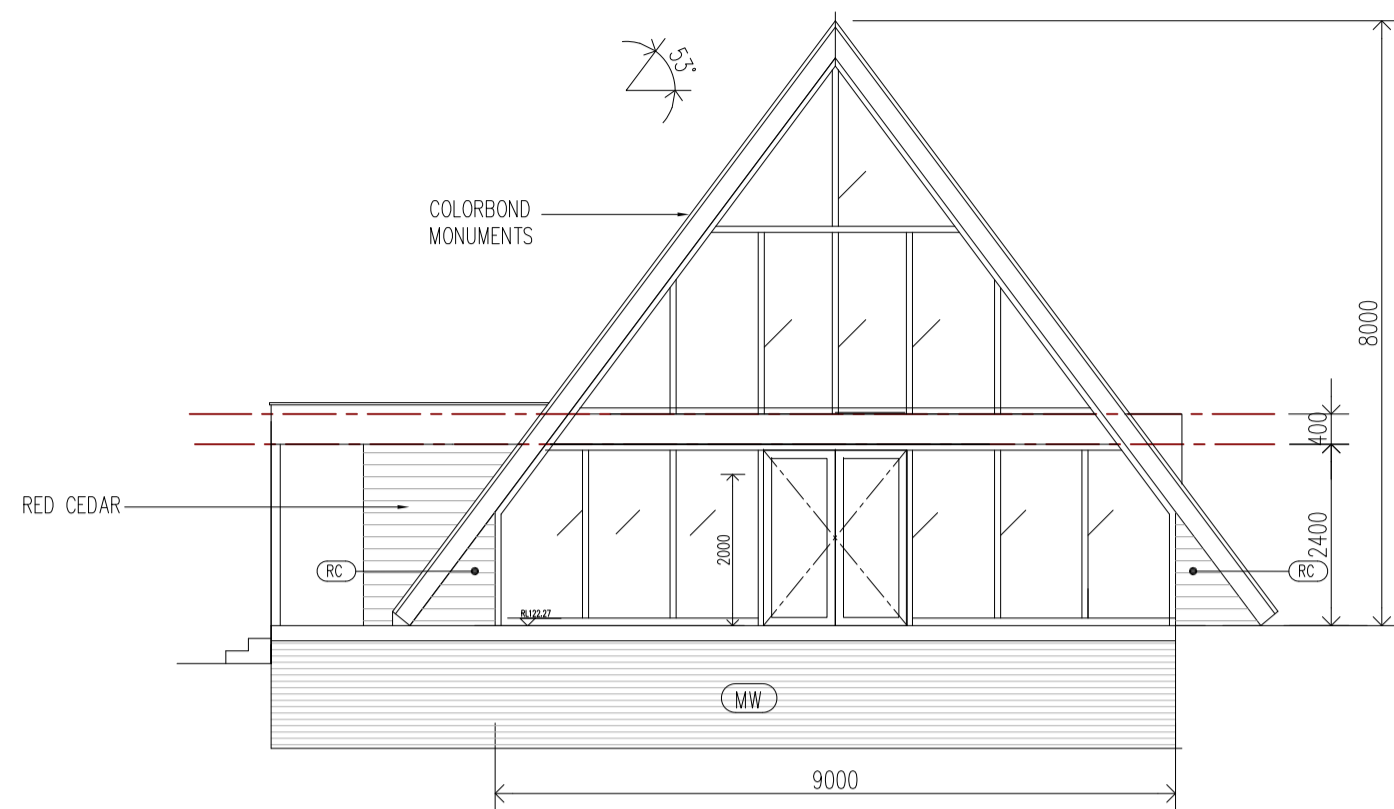 53°
COLORBOND
MONUMENTS
8000
400
RED CEDAR
2400
2000
RC
RC
RL122.27
MW
9000